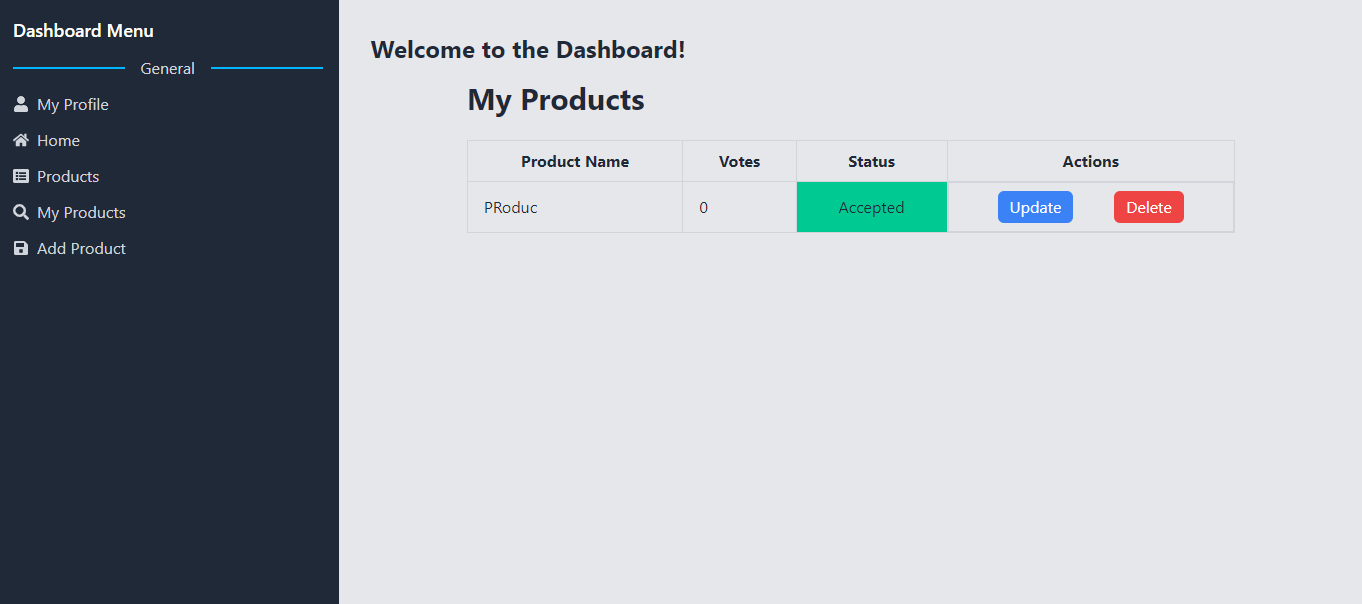 Dashboard Menu
General
My Profile
Home
Products
My Products
Add Product
Welcome to the Dashboard!
My Products
Product Name Votes Status Actions
PRoduc 0 Accepted Update Delete